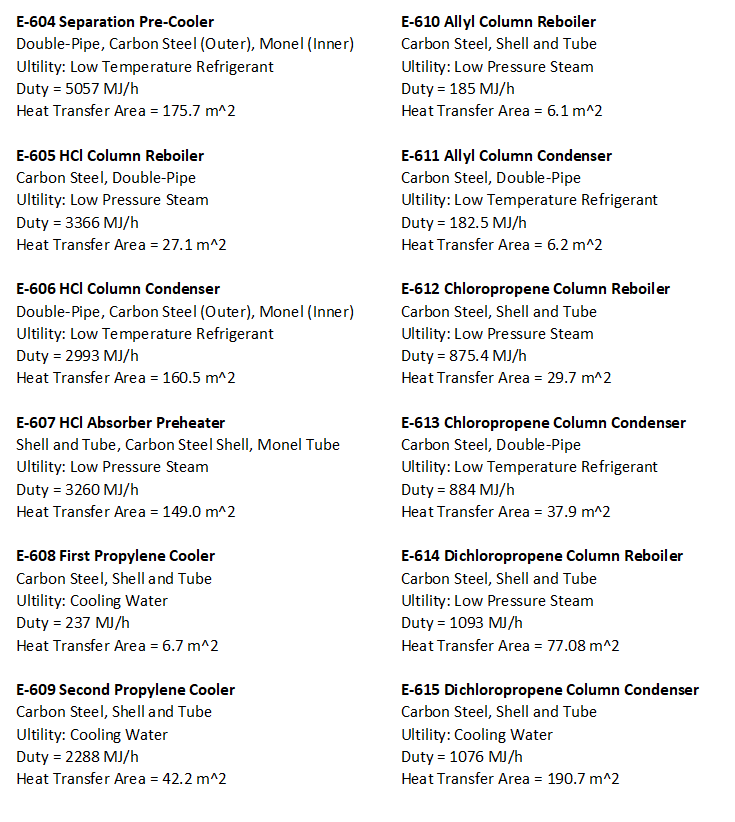 E-604 Separation Pre-Cooler
Double-Pipe, Carbon Steel (Outer), Monel (Inner)
Ultility: Low Temperature Refrigerant
Duty = 5057 MJ/h
Heat Transfer Area = 175.7 m^2
E-605 HCl Column Reboiler
Carbon Steel, Double-Pipe
Ultility: Low Pressure Steam
Duty = 3366 MJ/h
Heat Transfer Area = 27.1 m^2
E-606 HCl Column Condenser
Double-Pipe, Carbon Steel (Outer), Monel (Inner)
Ultility: Low Temperature Refrigerant
Duty = 2993 MJ/h
Heat Transfer Area = 160.5 m^2
E-607 HCl Absorber Preheater
Shell and Tube, Carbon Steel Shell, Monel Tube
Ultility: Low Pressure Steam
Duty = 3260 MJ/h
Heat Transfer Area = 149.0 m^2
E-608 First Propylene Cooler
Carbon Steel, Shell and Tube
Ultility: Cooling Water
Duty = 237 MJ/h
Heat Transfer Area = 6.7 m^2
E-609 Second Propylene Cooler
Carbon Steel, Shell and Tube
Ultility: Cooling Water
Duty = 2288 MJ/h
Heat Transfer Area = 42.2 m^2
E-610 Allyl Column Reboiler
Carbon Steel, Shell and Tube
Ultility: Low Pressure Steam
Duty = 185 MJ/h
Heat Transfer Area = 6.1 m^2
E-611 Allyl Column Condenser
Carbon Steel, Double-Pipe
Ultility: Low Temperature Refrigerant
Duty = 182.5 MJ/h
Heat Transfer Area = 6.2 m^2
E-612 Chloropropene Column Reboiler
Carbon Steel, Shell and Tube
Ultility: Low Pressure Steam
Duty = 875.4 MJ/h
Heat Transfer Area = 29.7 m^2
E-613 Chloropropene Column Condenser
Carbon Steel, Double-Pipe
Ultility: Low Temperature Refrigerant
Duty = 884 MJ/h
Heat Transfer Area = 37.9 m^2
E-614 Dichloropropene Column Reboiler
Carbon Steel, Shell and Tube
Ultility: Low Pressure Steam
Duty = 1093 MJ/h
Heat Transfer Area = 77.08 m^2
E-615 Dichloropropene Column Condenser
Carbon Steel, Shell and Tube
Ultility: Cooling Water
Duty = 1076 MJ/h
Heat Transfer Area = 190.7 m^2